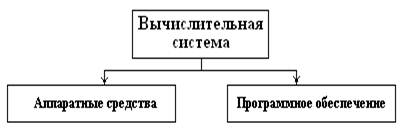 Вычислительная
система
Аппаратные средства
Программное обеспечение